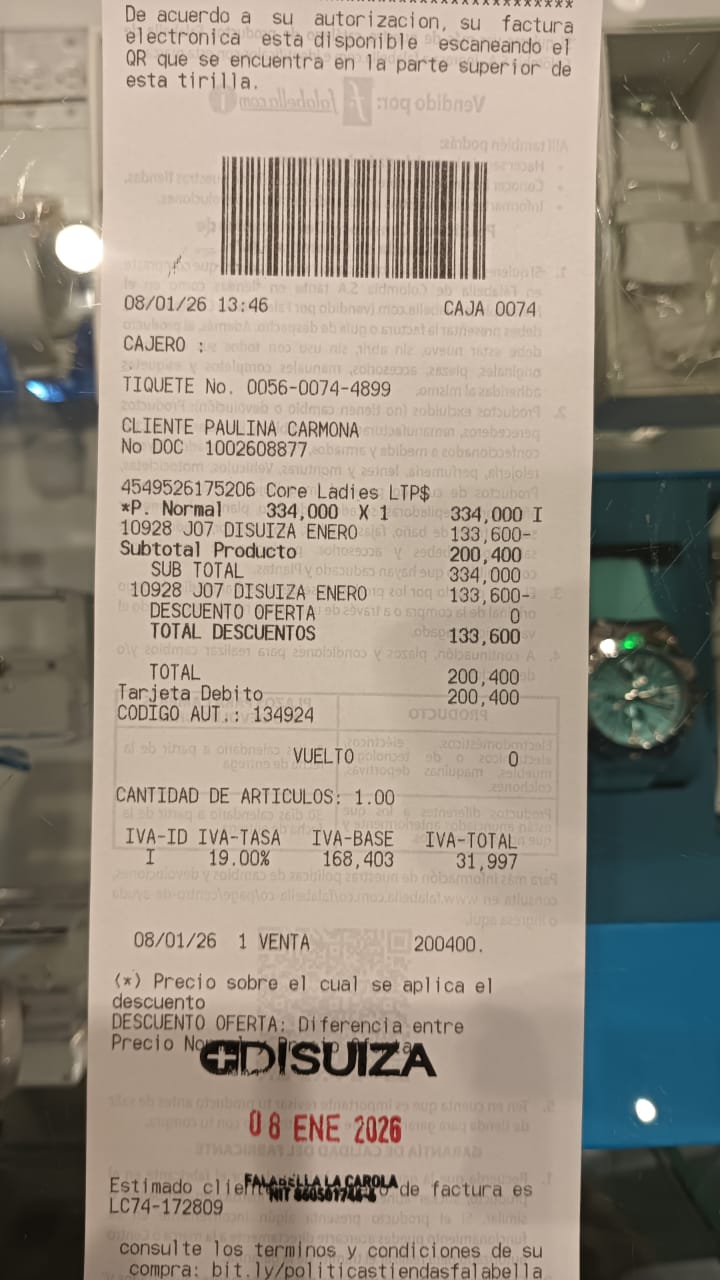 De acuerdo a su autorizacion, su factura
electronica esta disponible escaneando el
QR que se encuentra en la parte superior de
esta tirilla.
08/01/26 13:46 CAJA 0074
CAJERO :
TIQUETE No. 0056-0074-4899
CLIENTE PAULINA CARMONA
No DOC 1002608877
4549526175206 Core Ladies LTP$
*P. Normal 334,000 X 1 334,000 I
10928 J07 DISUIZA ENERO 133,600-
Subtotal Producto 200,400
SUB TOTAL 334,000
10928 J07 DISUIZA ENERO 133,600-
DESCUENTO OFERTA 0
TOTAL DESCUENTOS 133,600
TOTAL 200,400
Tarjeta Debito 200,400
CODIGO AUT.: 134924
VUELTO 0
CANTIDAD DE ARTICULOS: 1.00
IVA-ID IVA-TASA IVA-BASE IVA-TOTAL
I 19.00% 168,403 31,997
08/01/26 1 VENTA 200400.
(*) Precio sobre el cual se aplica el
descuento
DESCUENTO OFERTA: Diferencia entre
Precio
DISUIZA
08 ENE 2026
FALABELLA LA CAROLA
NIT
Estimado de factura es
LC74-172809
consulte los terminos y condiciones de su
compra: bit.ly/politicastiendasfalabella